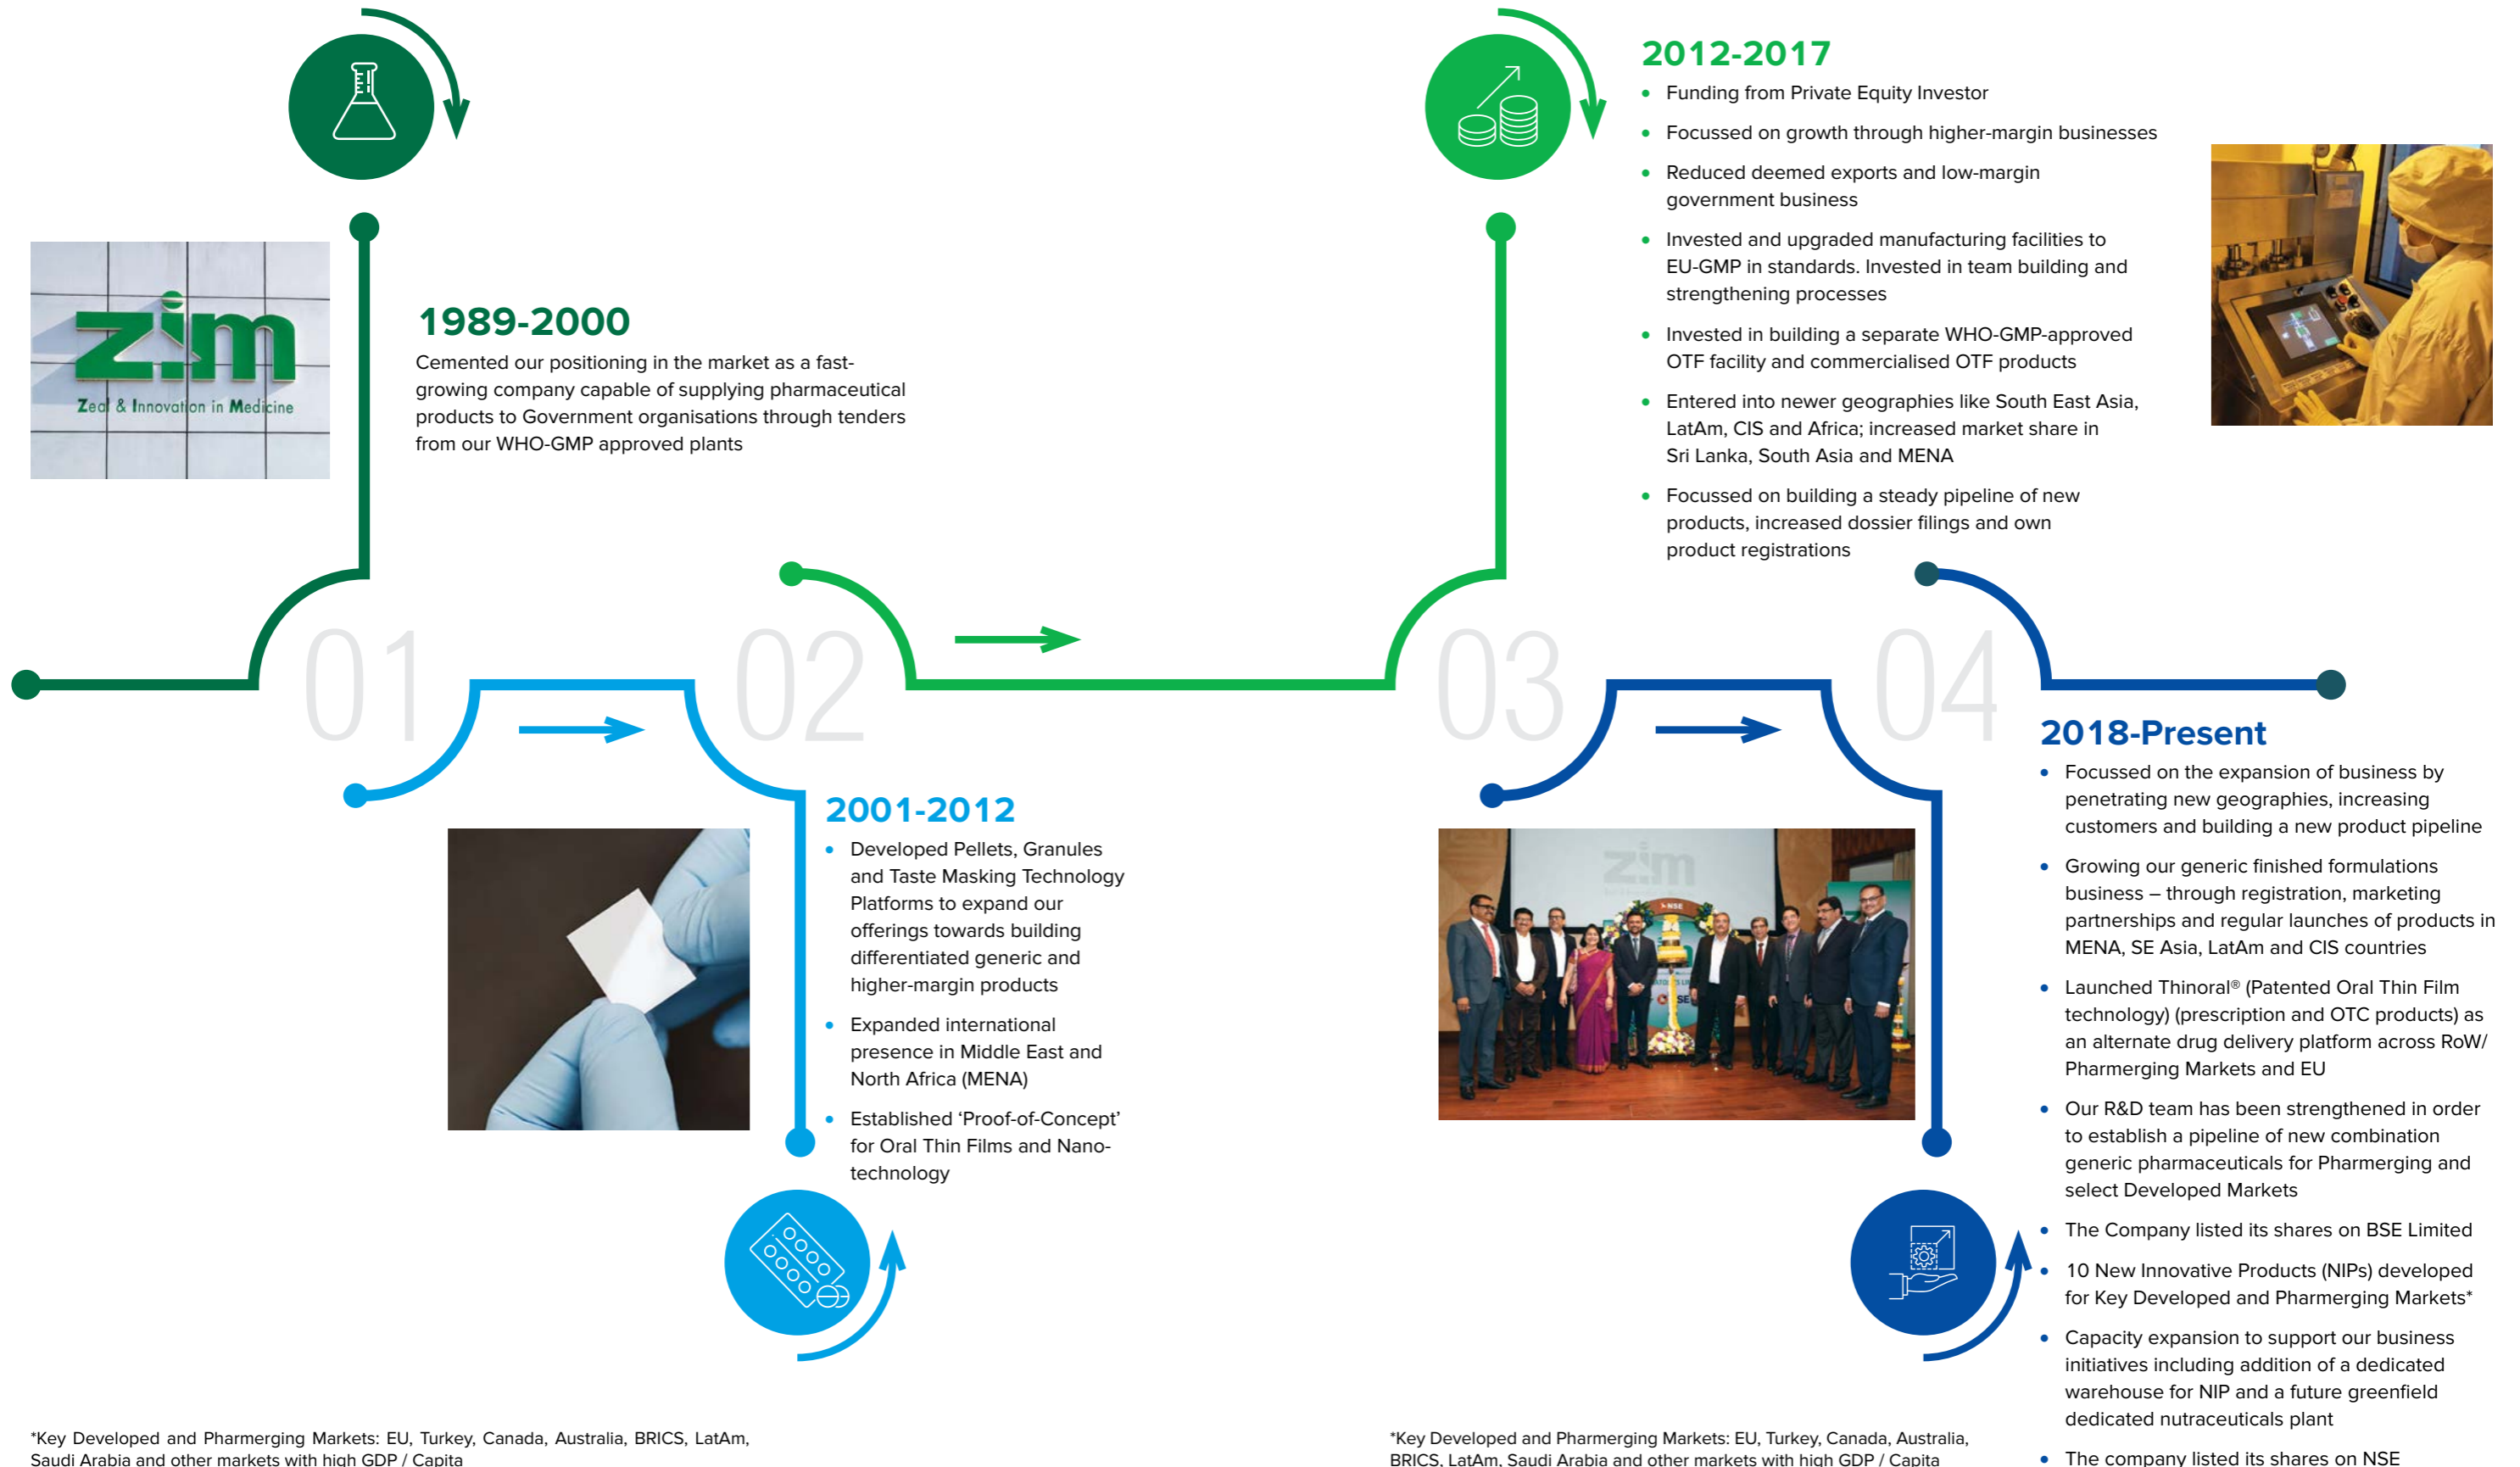 zim
Zeal & Innovation in Medicine
1989-2000
Cemented our positioning in the market as a fast-
growing company capable of supplying pharmaceutical
products to Government organisations through tenders
from our WHO-GMP approved plants
01
02
2001-2012
• Developed Pellets, Granules
and Taste Masking Technology
Platforms to expand our
offerings towards building
differentiated generic and
higher-margin products
• Expanded international
presence in Middle East and
North Africa (MENA)
• Established ‘Proof-of-Concept’
for Oral Thin Films and Nano-
technology
2012-2017
• Funding from Private Equity Investor
• Focussed on growth through higher-margin businesses
• Reduced deemed exports and low-margin
government business
• Invested and upgraded manufacturing facilities to
EU-GMP in standards. Invested in team building and
strengthening processes
• Invested in building a separate WHO-GMP-approved
OTF facility and commercialised OTF products
• Entered into newer geographies like South East Asia,
LatAm, CIS and Africa; increased market share in
Sri Lanka, South Asia and MENA
• Focussed on building a steady pipeline of new
products, increased dossier filings and own
product registrations
03
04
zim
NSE
2018-Present
• Focussed on the expansion of business by
penetrating new geographies, increasing
customers and building a new product pipeline
• Growing our generic finished formulations
business – through registration, marketing
partnerships and regular launches of products in
MENA, SE Asia, LatAm and CIS countries
• Launched Thinoral® (Patented Oral Thin Film
technology) (prescription and OTC products) as
an alternate drug delivery platform across RoW/
Pharmerging Markets and EU
• Our R&D team has been strengthened in order
to establish a pipeline of new combination
generic pharmaceuticals for Pharmerging and
select Developed Markets
• The Company listed its shares on BSE Limited
• 10 New Innovative Products (NIPs) developed
for Key Developed and Pharmerging Markets*
• Capacity expansion to support our business
initiatives including addition of a dedicated
warehouse for NIP and a future greenfield
dedicated nutraceuticals plant
• The company listed its shares on NSE
*Key Developed and Pharmerging Markets: EU, Turkey, Canada, Australia, BRICS, LatAm,
Saudi Arabia and other markets with high GDP / Capita
*Key Developed and Pharmerging Markets: EU, Turkey, Canada, Australia,
BRICS, LatAm, Saudi Arabia and other markets with high GDP / Capita